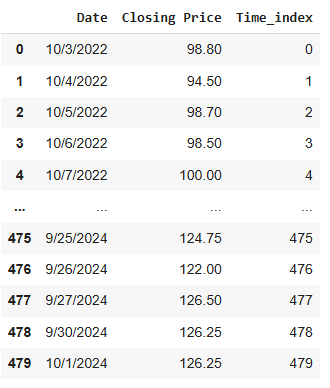 Date Closing Price Time_index
0 10/3/2022 98.80 0
1 10/4/2022 94.50 1
2 10/5/2022 98.70 2
3 10/6/2022 98.50 3
4 10/7/2022 100.00 4
... ... ... ...
475 9/25/2024 124.75 475
476 9/26/2024 122.00 476
477 9/27/2024 126.50 477
478 9/30/2024 126.25 478
479 10/1/2024 126.25 479